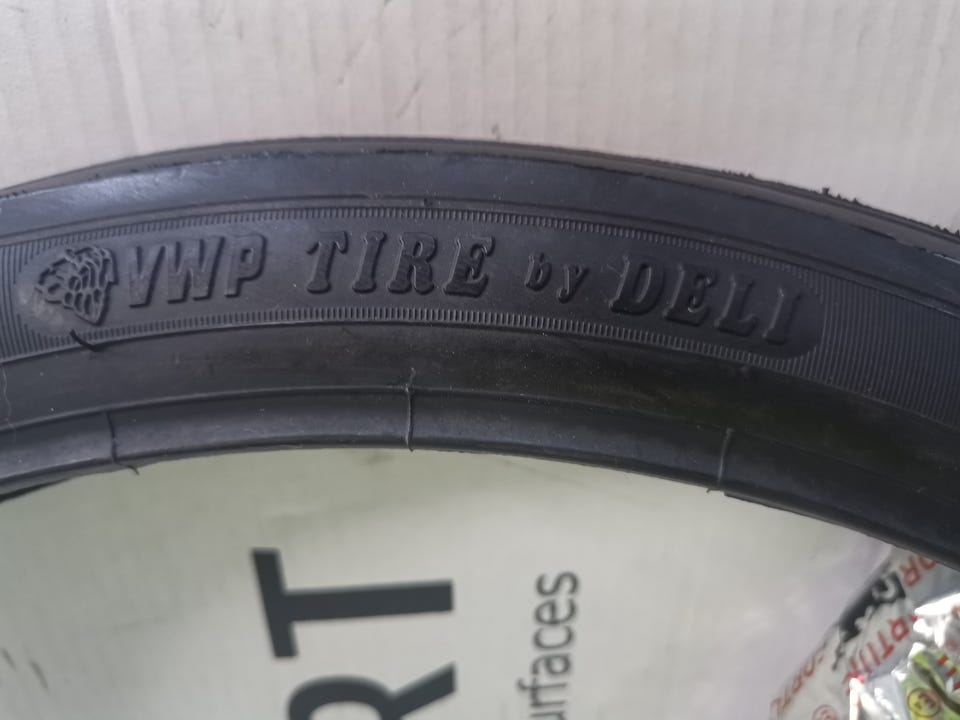 VWP TIRE by DELI
RT
urfaces